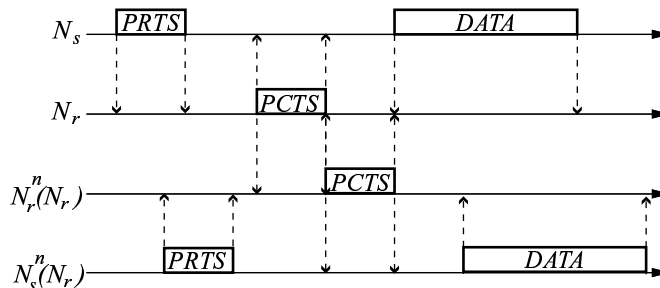 N_s PRTS DATA
N_r PCTS
N_r^n(N_r) PCTS
N_s^n(N_r) PRTS DATA